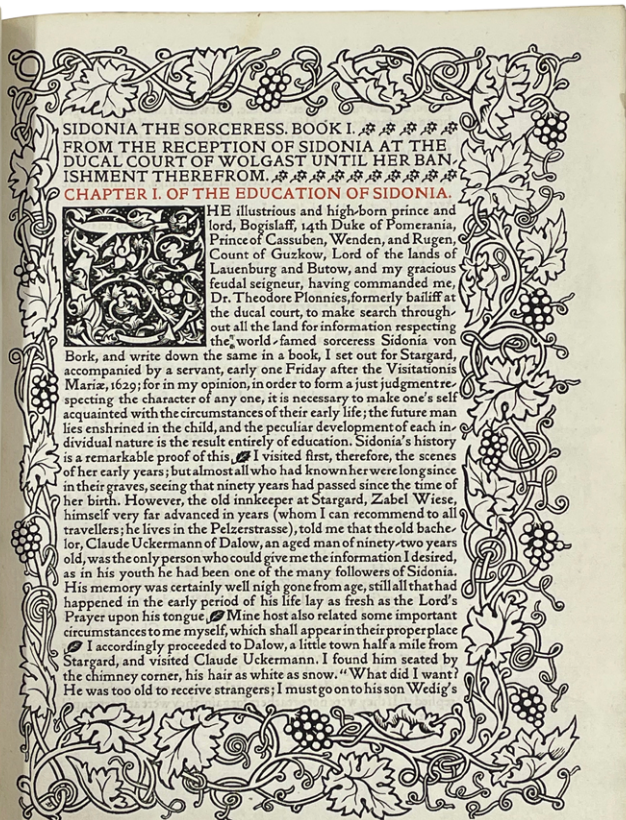 SIDONIA THE SORCERESS. BOOK I.
FROM THE RECEPTION OF SIDONIA AT THE
DUCAL COURT OF WOLGAST UNTIL HER BAN-
ISHMENT THEREFROM.
CHAPTER I. OF THE EDUCATION OF SIDONIA.
THE illustrious and high-born prince and
lord, Bogislaff, 14th Duke of Pomerania,
Prince of Cassuben, Wenden, and Rugen,
Count of Guzkow, Lord of the lands of
Lauenburg and Butow, and my gracious
feudal seigneur, having commanded me,
Dr. Theodore Plonnies, formerly bailiff at
the ducal court, to make search through-
out all the land for information respecting
the world-famed sorceress Sidonia von
Bork, and write down the same in a book, I set out for Stargard,
accompanied by a servant, early one Friday after the Visitationis
Mariæ, 1629; for in my opinion, in order to form a just judgment re-
specting the character of any one, it is necessary to make one's self
acquainted with the circumstances of their early life; the future man
lies enshrined in the child, and the peculiar development of each in-
dividual nature is the result entirely of education. Sidonia's history
is a remarkable proof of this. I visited first, therefore, the scenes
of her early years; but almost all who had known her were long since
in their graves, seeing that ninety years had passed since the time of
her birth. However, the old innkeeper at Stargard, Zabel Wiese,
himself very far advanced in years (whom I can recommend to all
travellers; he lives in the Pelzerstrasse), told me that the old bache-
lor, Claude Uckermann of Dalow, an aged man of ninety-two years
old, was the only person who could give me the information I desired,
as in his youth he had been one of the many followers of Sidonia.
His memory was certainly well nigh gone from age, still all that had
happened in the early period of his life lay as fresh as the Lord's
Prayer upon his tongue. Mine host also related some important
circumstances to me myself, which shall appear in their proper place
I accordingly proceeded to Dalow, a little town half a mile from
Stargard, and visited Claude Uckermann. I found him seated by
the chimney corner, his hair as white as snow. "What did I want?
He was too old to receive strangers; I must go on to his son Wedig's